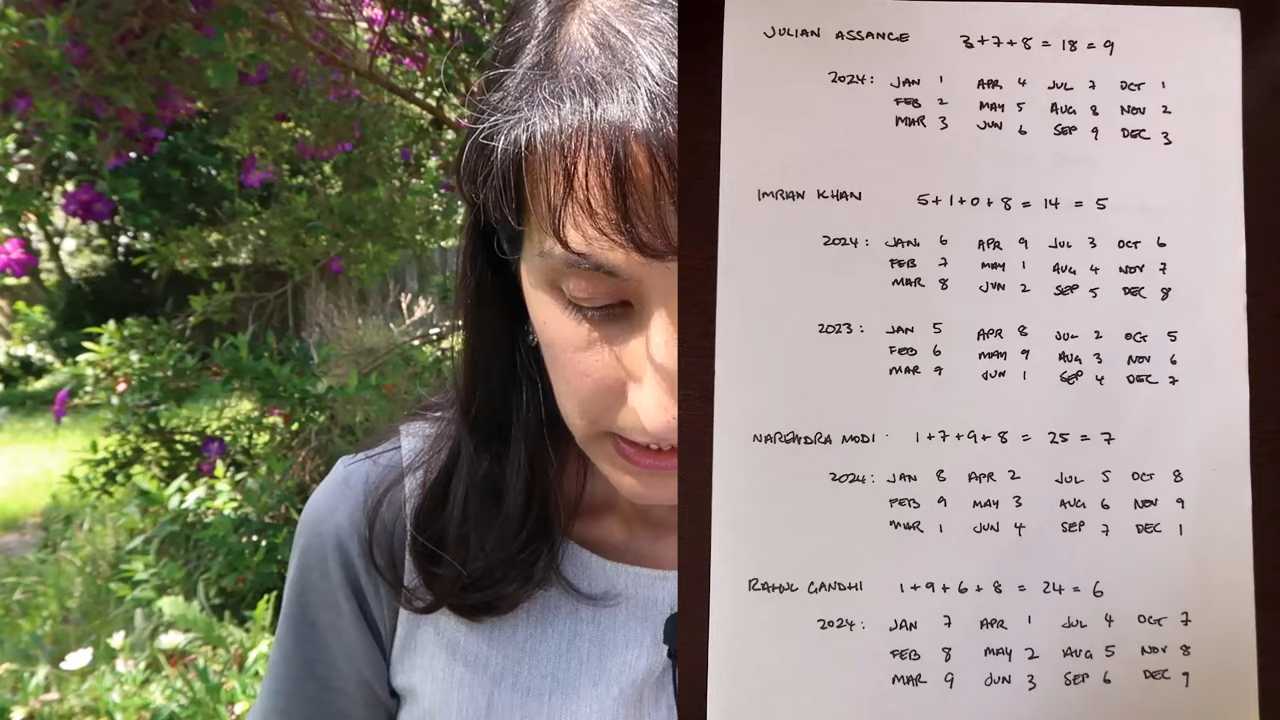 JULIAN ASSANGE 3+7+8 = 18 = 9
2024: JAN 1 APR 4 JUL 7 OCT 1
FEB 2 MAY 5 AUG 8 NOV 2
MAR 3 JUN 6 SEP 9 DEC 3
IMRAN KHAN 5+1+0+8 = 14 = 5
2024: JAN 6 APR 9 JUL 3 OCT 6
FEB 7 MAY 1 AUG 4 NOV 7
MAR 8 JUN 2 SEP 5 DEC 8
2023: JAN 5 APR 8 JUL 2 OCT 5
FEB 6 MAY 9 AUG 3 NOV 6
MAR 7 JUN 1 SEP 4 DEC 7
NARENDRA MODI 1+7+9+8 = 25 = 7
2024: JAN 8 APR 2 JUL 5 OCT 8
FEB 9 MAY 3 AUG 6 NOV 9
MAR 1 JUN 4 SEP 7 DEC 1
RAHUL GANDHI 1+9+6+8 = 24 = 6
2024: JAN 7 APR 1 JUL 4 OCT 7
FEB 8 MAY 2 AUG 5 NOV 8
MAR 9 JUN 3 SEP 6 DEC 9